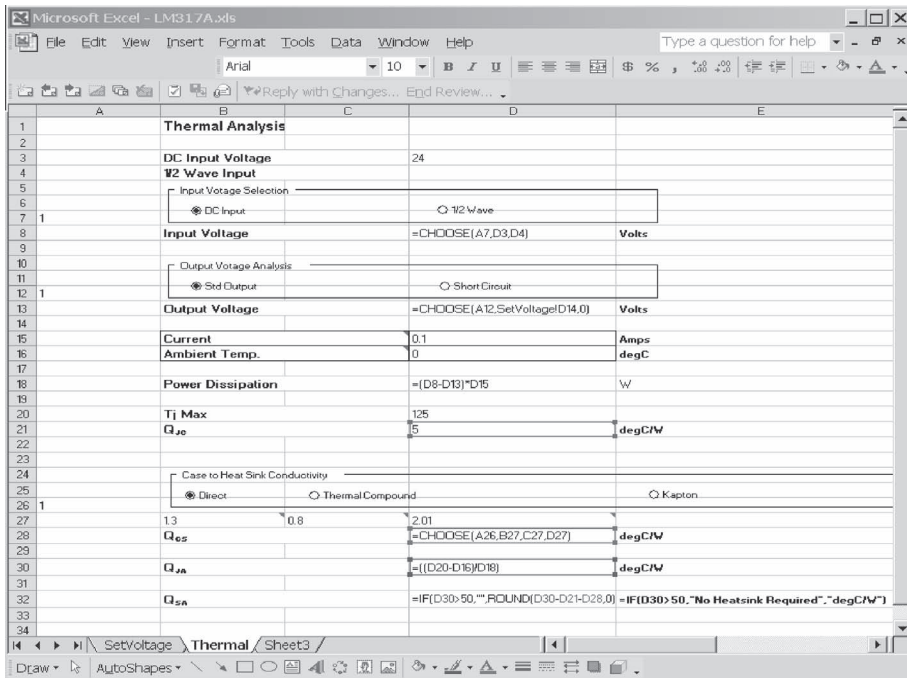 Microsoft Excel - LM317A.xls
File Edit View Insert Format Tools Data Window Help Type a question for help
Arial 10 B I U $ % ,
Reply with Changes... End Review...
A B C D E
1 Thermal Analysis
2
3 DC Input Voltage 24
4 1/2 Wave Input
5 Input Votage Selection
6 DC Input 1/2 Wave
7 1
8 Input Voltage =CHOOSE(A7,D3,D4) Volts
9
10 Output Votage Analysis
11 Std Output Short Circuit
12 1
13 Output Voltage =CHOOSE(A12,SetVoltage!D14,0) Volts
14
15 Current 0.1 Amps
16 Ambient Temp. 0 degC
17
18 Power Dissipation =(D8-D13)*D15 W
19
20 Tj Max 125
21 QJC 5 degC/W
22
23
24 Case to Heat Sink Conductivity
25 Direct Thermal Compound Kapton
26 1
27 1.3 0.8 2.01
28 Qcs =CHOOSE(A26,B27,C27,D27) degC/W
29
30 QJA =((D20-D16)/D18) degC/W
31
32 QSA =IF(D30>50,"",ROUND(D30-D21-D28,0) =IF(D30>50,"No Heatsink Required","degC/W")
33
34
SetVoltage Thermal Sheet3
Draw AutoShapes